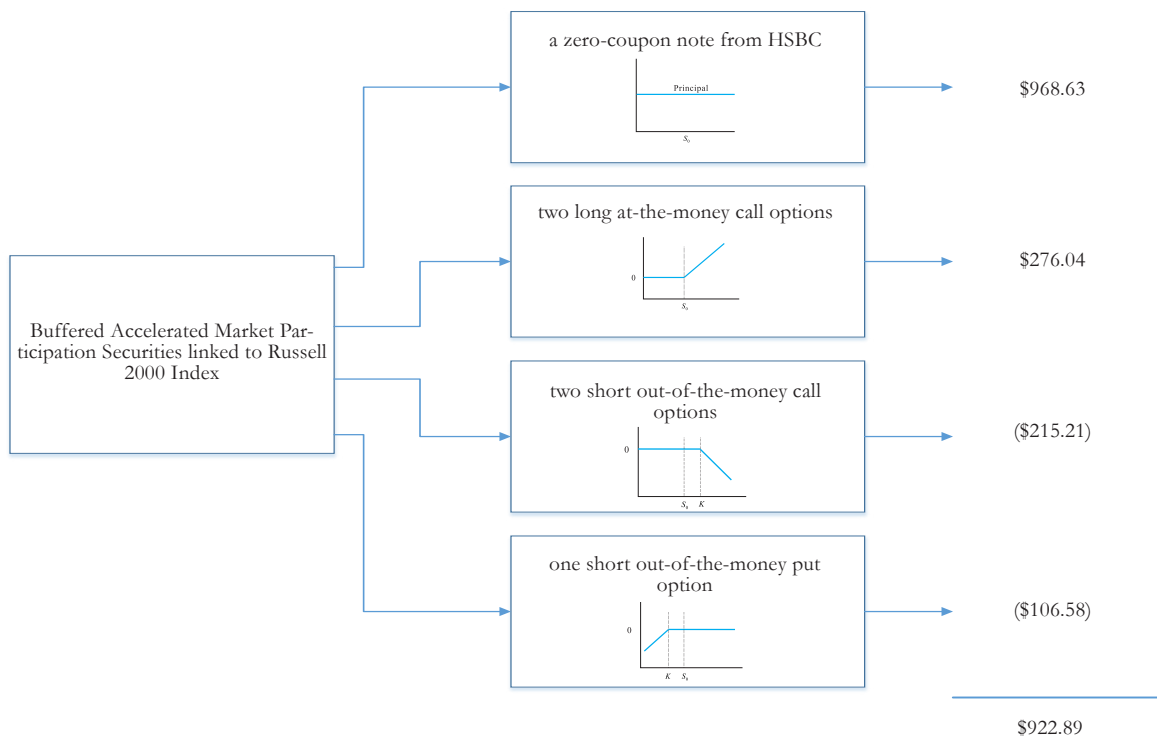 a zero-coupon note from HSBC
Principal
S0
$968.63
two long at-the-money call options
0
S0
$276.04
Buffered Accelerated Market Par-
ticipation Securities linked to Russell
2000 Index
two short out-of-the-money call
options
0
S0 K
($215.21)
one short out-of-the-money put
option
0
K S0
($106.58)
$922.89